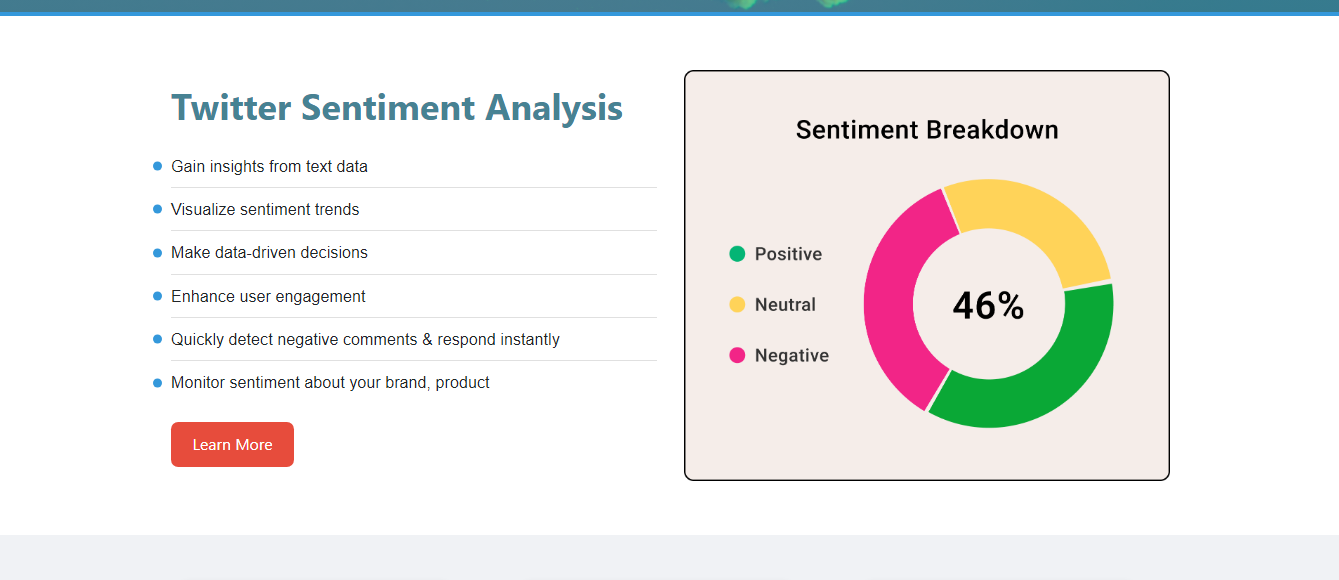 Twitter Sentiment Analysis
Gain insights from text data
Visualize sentiment trends
Make data-driven decisions
Enhance user engagement
Quickly detect negative comments & respond instantly
Monitor sentiment about your brand, product
Learn More
Sentiment Breakdown
Positive
Neutral
Negative
46%